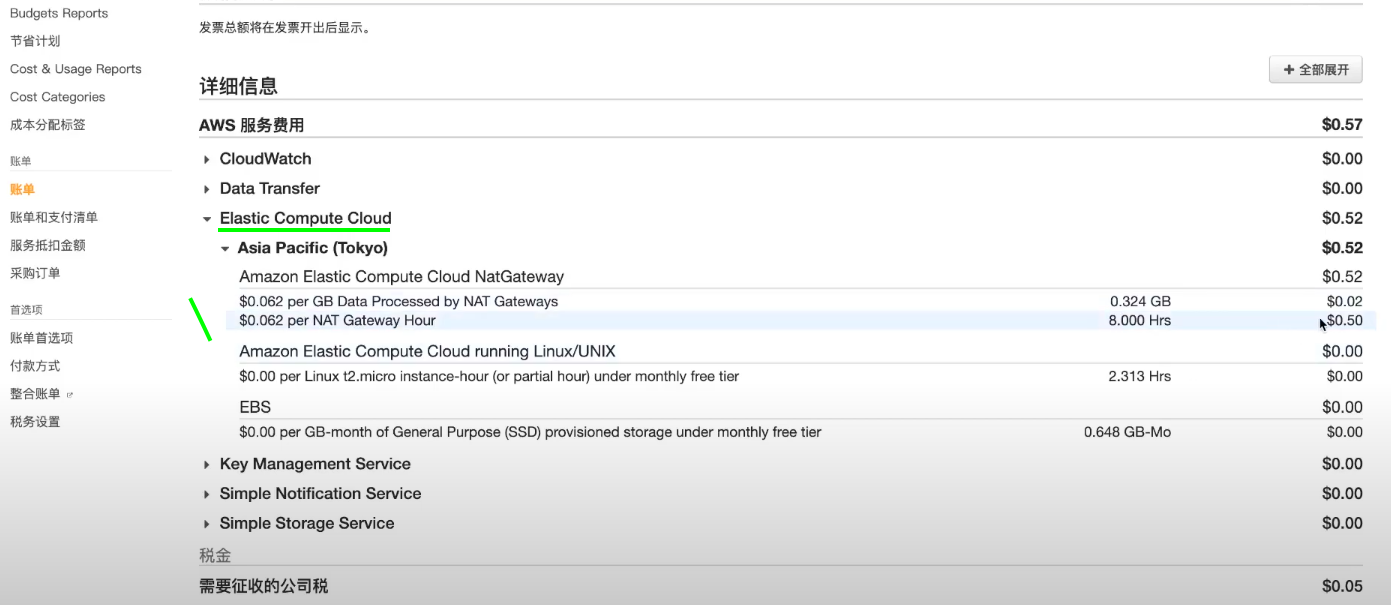 Budgets Reports
节省计划
Cost & Usage Reports
Cost Categories
成本分配标签
账单
账单
账单和支付清单
服务抵扣金额
采购订单
首选项
账单首选项
付款方式
整合账单
税务设置
发票总额将在发票开出后显示。
详细信息
+ 全部展开
AWS 服务费用 $0.57
CloudWatch $0.00
Data Transfer $0.00
Elastic Compute Cloud $0.52
Asia Pacific (Tokyo) $0.52
Amazon Elastic Compute Cloud NatGateway $0.52
$0.062 per GB Data Processed by NAT Gateways 0.324 GB $0.02
$0.062 per NAT Gateway Hour 8.000 Hrs $0.50
Amazon Elastic Compute Cloud running Linux/UNIX $0.00
$0.00 per Linux t2.micro instance-hour (or partial hour) under monthly free tier 2.313 Hrs $0.00
EBS $0.00
$0.00 per GB-month of General Purpose (SSD) provisioned storage under monthly free tier 0.648 GB-Mo $0.00
Key Management Service $0.00
Simple Notification Service $0.00
Simple Storage Service $0.00
税金
需要征收的公司税 $0.05